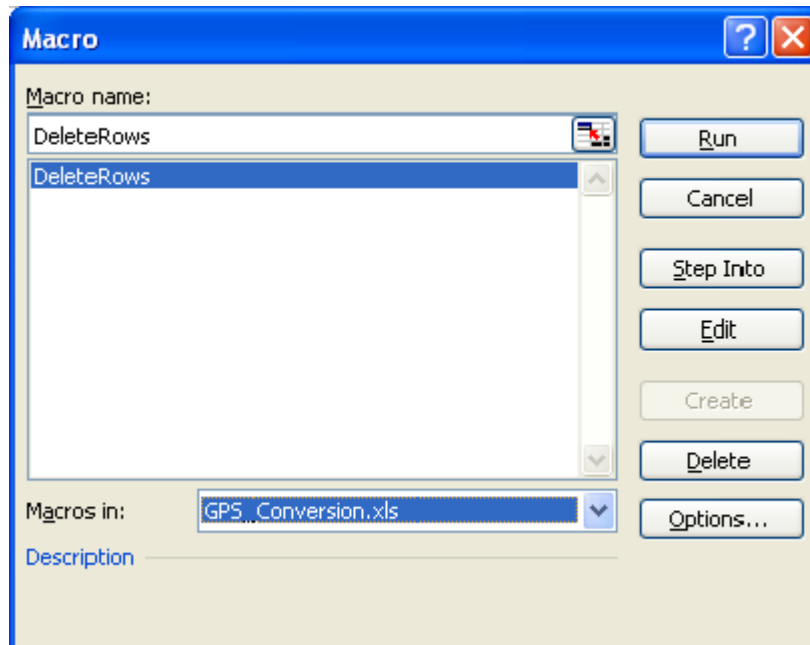 Macro
Macro name:
DeleteRows
DeleteRows
Run
Cancel
Step Into
Edit
Create
Delete
Macros in:
GPS_Conversion.xls
Options...
Description